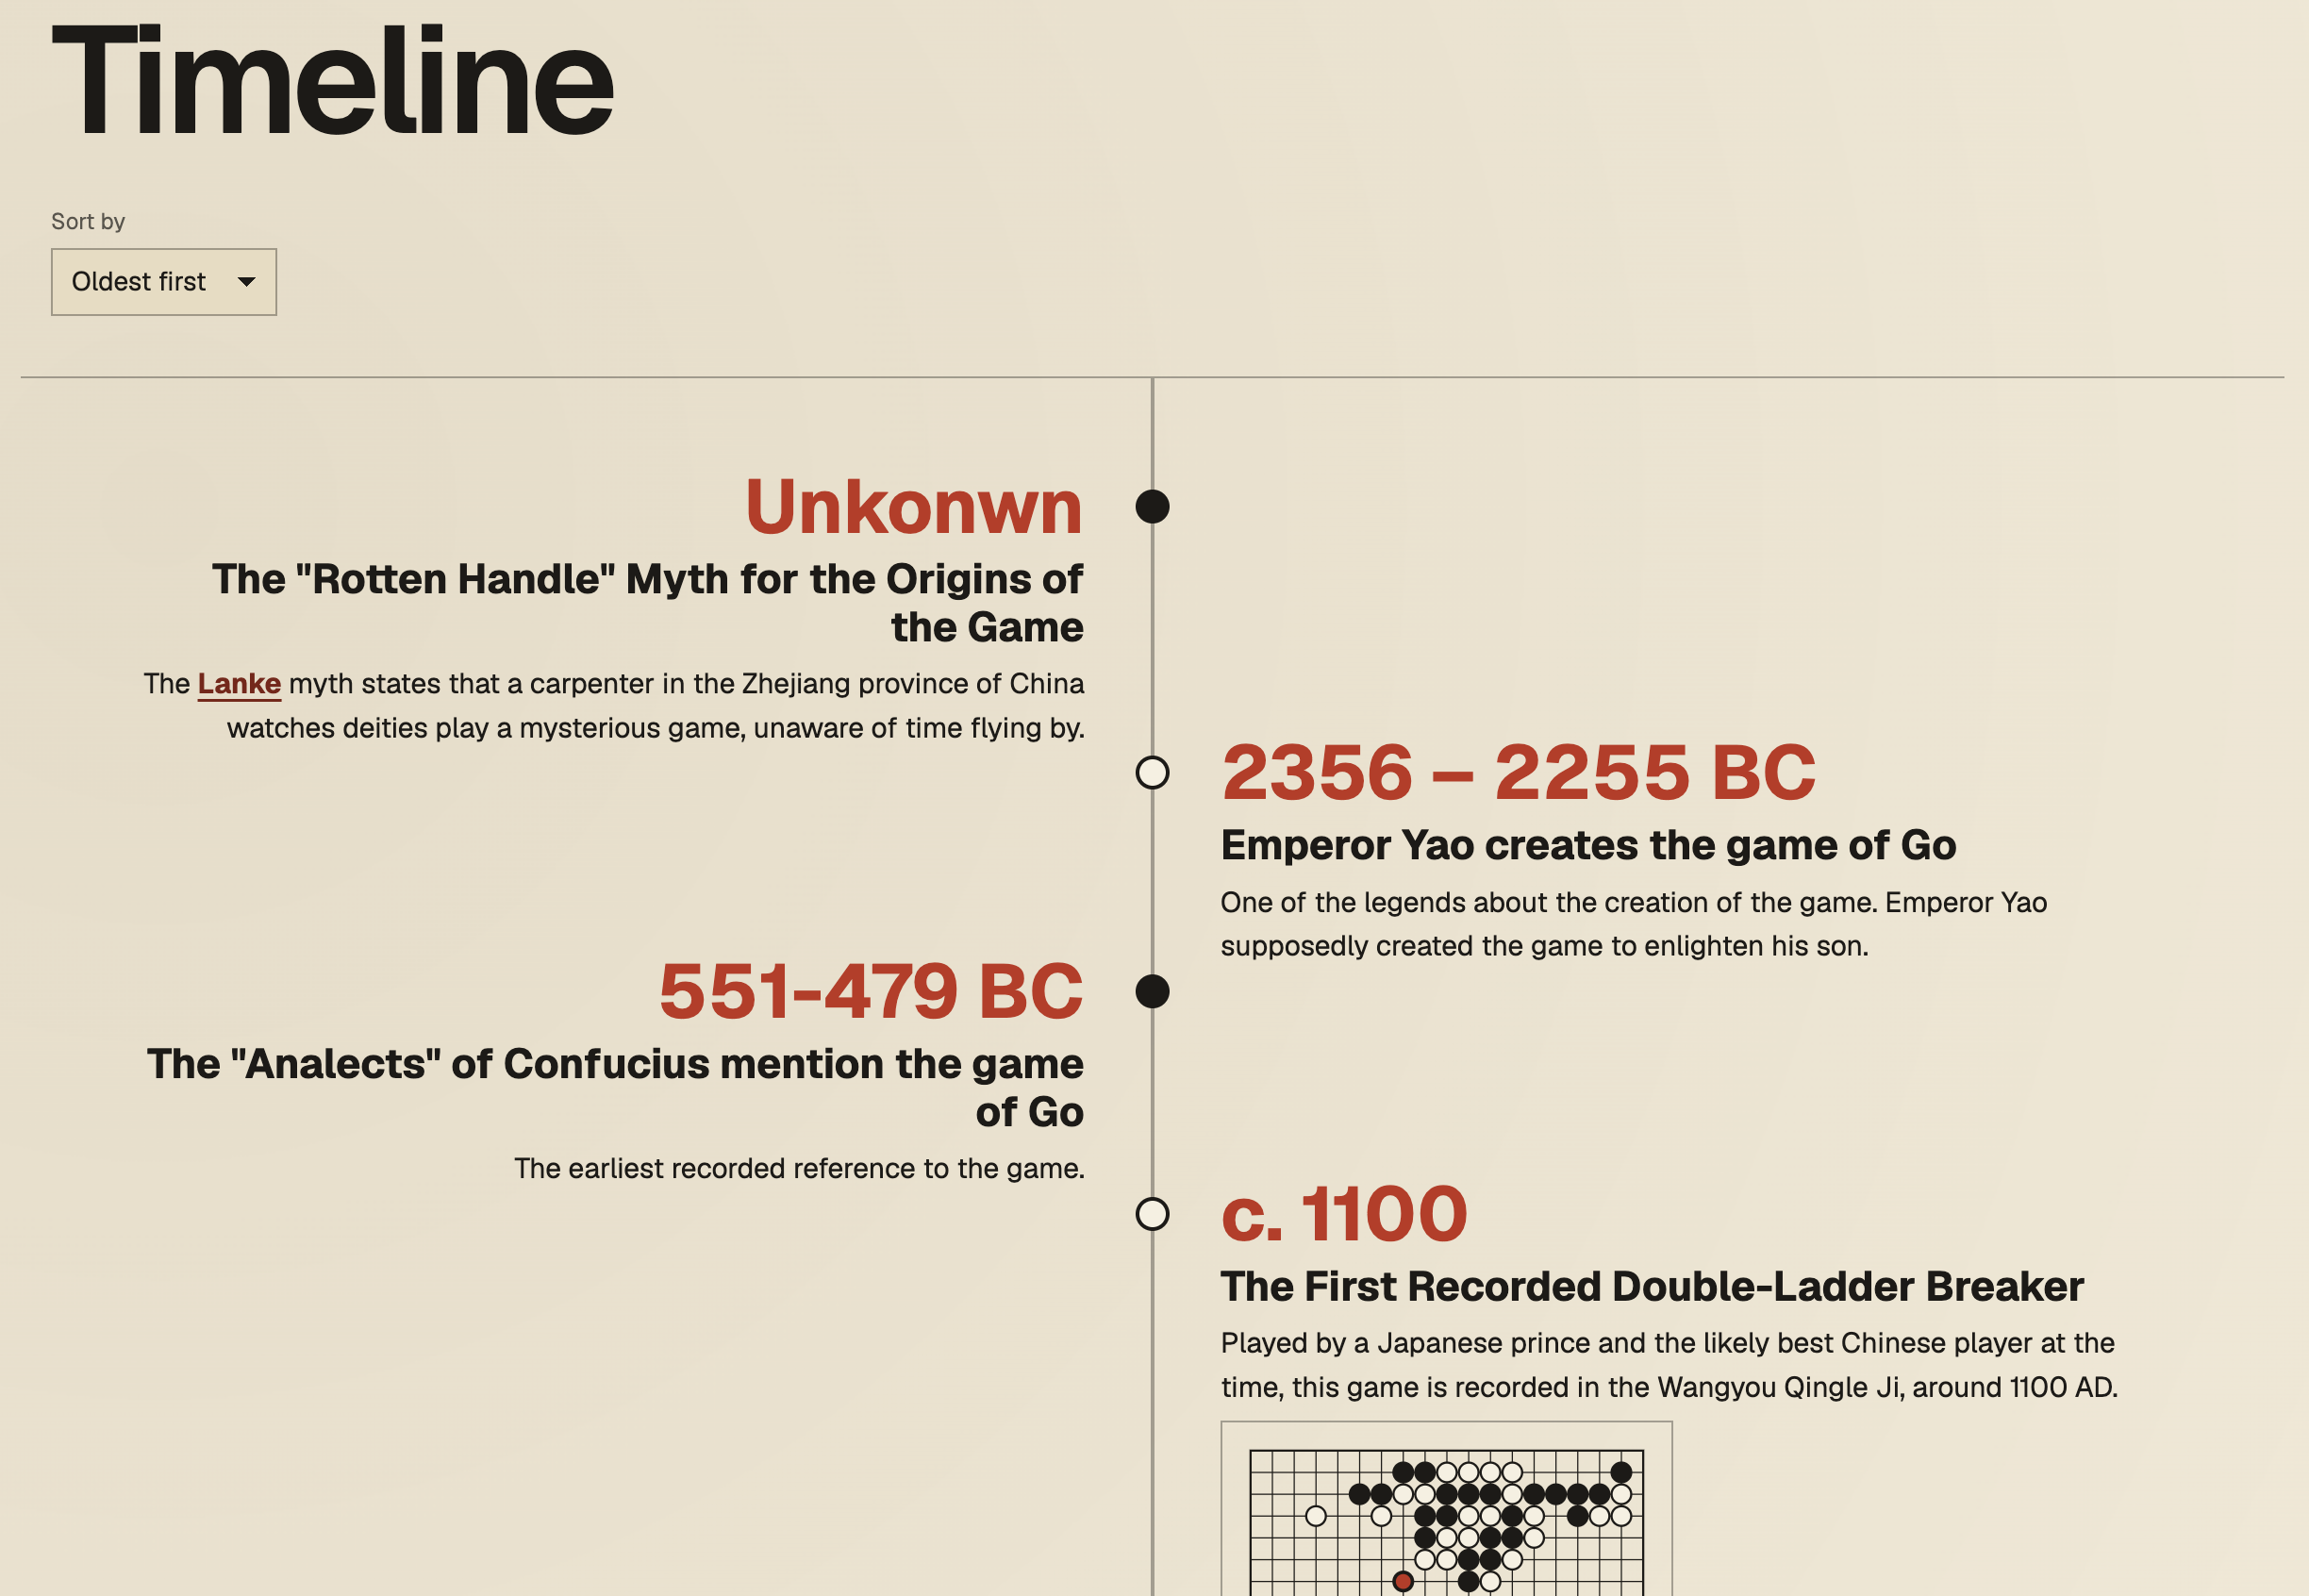 Timeline
Sort by
Oldest first
Unkonwn
The "Rotten Handle" Myth for the Origins of
the Game
The Lanke myth states that a carpenter in the Zhejiang province of China
watches deities play a mysterious game, unaware of time flying by.
2356 – 2255 BC
Emperor Yao creates the game of Go
One of the legends about the creation of the game. Emperor Yao
supposedly created the game to enlighten his son.
551-479 BC
The "Analects" of Confucius mention the game
of Go
The earliest recorded reference to the game.
c. 1100
The First Recorded Double-Ladder Breaker
Played by a Japanese prince and the likely best Chinese player at the
time, this game is recorded in the Wangyou Qingle Ji, around 1100 AD.